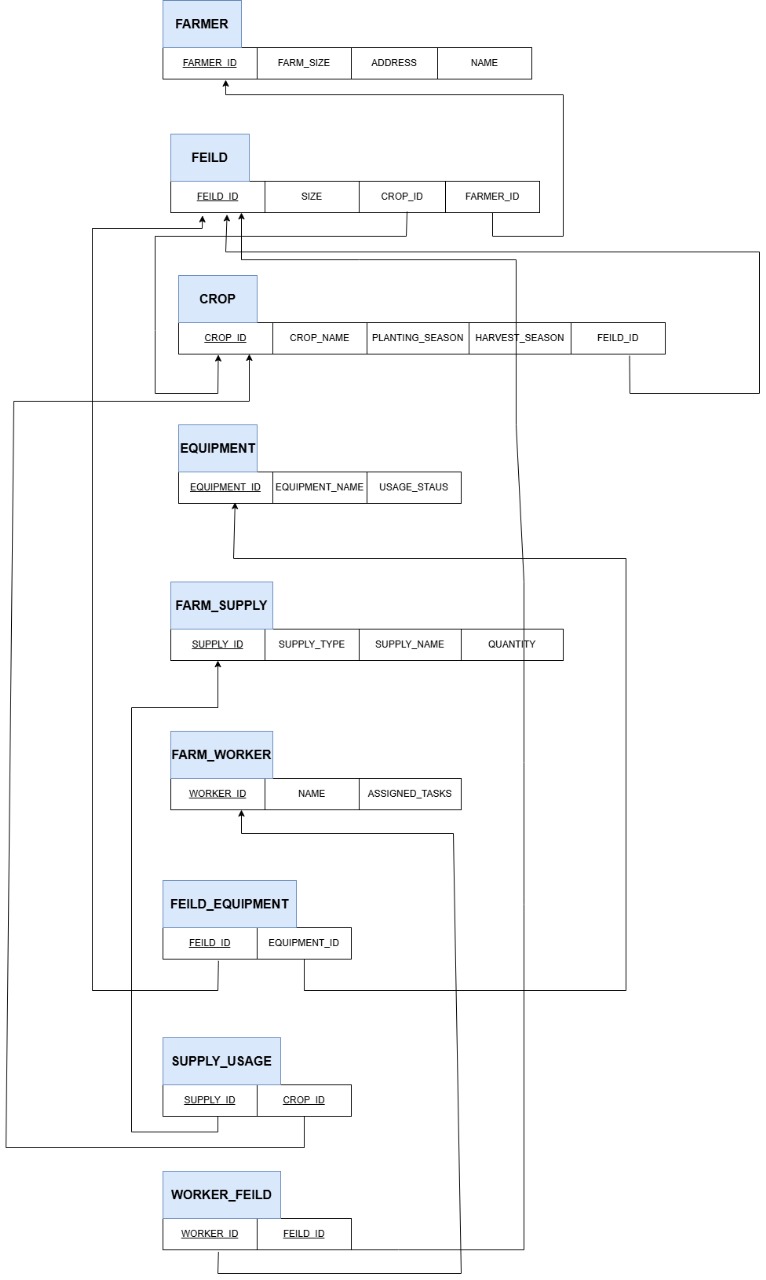 FARMER
FARMER_ID FARM_SIZE ADDRESS NAME
FEILD
FEILD_ID SIZE CROP_ID FARMER_ID
CROP
CROP_ID CROP_NAME PLANTING_SEASON HARVEST_SEASON FEILD_ID
EQUIPMENT
EQUIPMENT_ID EQUIPMENT_NAME USAGE_STAUS
FARM_SUPPLY
SUPPLY_ID SUPPLY_TYPE SUPPLY_NAME QUANTITY
FARM_WORKER
WORKER_ID NAME ASSIGNED_TASKS
FEILD_EQUIPMENT
FEILD_ID EQUIPMENT_ID
SUPPLY_USAGE
SUPPLY_ID CROP_ID
WORKER_FEILD
WORKER_ID FEILD_ID